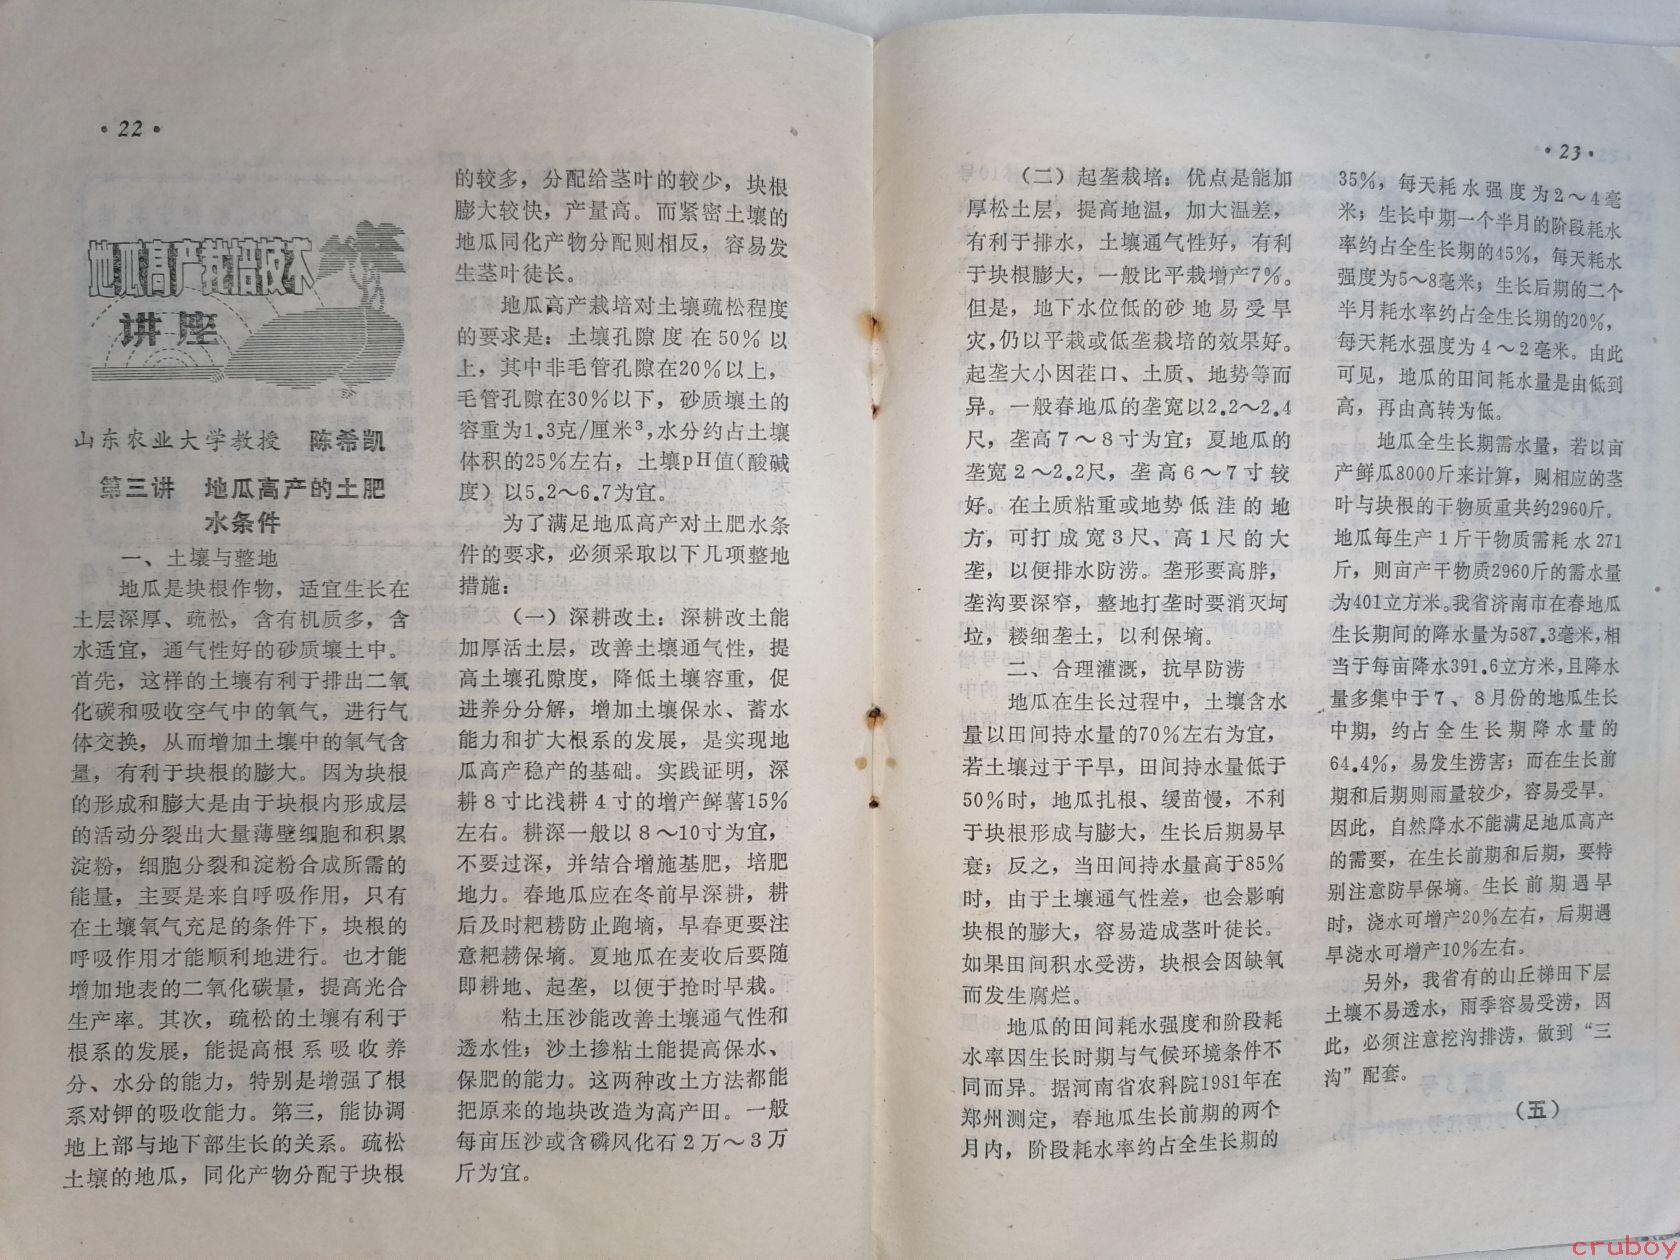 ·22·
地瓜高产栽培技术
讲座
山东农业大学教授　陈希凯
第三讲　地瓜高产的土肥
水条件
一、土壤与整地
地瓜是块根作物，适宜生长在
土层深厚、疏松，含有机质多，含
水适宜，通气性好的砂质壤土中。
首先，这样的土壤有利于排出二氧
化碳和吸收空气中的氧气，进行气
体交换，从而增加土壤中的氧气含
量，有利于块根的膨大。因为块根
的形成和膨大是由于块根内形成层
的活动分裂出大量薄壁细胞和积累
淀粉，细胞分裂和淀粉合成所需的
能量，主要是来自呼吸作用，只有
在土壤氧气充足的条件下，块根的
呼吸作用才能顺利地进行。也才能
增加地表的二氧化碳量，提高光合
生产率。其次，疏松的土壤有利于
根系的发展，能提高根系吸收养
分、水分的能力，特别是增强了根
系对钾的吸收能力。第三，能协调
地上部与地下部生长的关系。疏松
土壤的地瓜，同化产物分配于块根
的较多，分配给茎叶的较少，块根
膨大较快，产量高。而紧密土壤的
地瓜同化产物分配则相反，容易发
生茎叶徒长。
地瓜高产栽培对土壤疏松程度
的要求是：土壤孔隙度在50％以
上，其中非毛管孔隙在20％以上，
毛管孔隙在30％以下，砂质壤土的
容重为1.3克/厘米³，水分约占土壤
体积的25％左右，土壤pH值(酸碱
度）以5.2～6.7为宜。
为了满足地瓜高产对土肥水条
件的要求，必须采取以下几项整地
措施：
（一）深耕改土：深耕改土能
加厚活土层，改善土壤通气性，提
高土壤孔隙度，降低土壤容重，促
进养分分解，增加土壤保水、蓄水
能力和扩大根系的发展，是实现地
瓜高产稳产的基础。实践证明，深
耕8寸比浅耕4寸的增产鲜薯15％
左右。耕深一般以8～10寸为宜，
不要过深，并结合增施基肥，培肥
地力。春地瓜应在冬前早深耕，耕
后及时耙耢防止跑墒，早春更要注
意耙耢保墒。夏地瓜在麦收后要随
即耕地、起垄，以便于抢时早栽。
粘土压沙能改善土壤通气性和
透水性；沙土掺粘土能提高保水、
保肥的能力。这两种改土方法都能
把原来的地块改造为高产田。一般
每亩压沙或含磷风化石2万～3万
斤为宜。
·23·
（二）起垄栽培：优点是能加
厚松土层，提高地温，加大温差，
有利于排水，土壤通气性好，有利
于块根膨大，一般比平栽增产7％。
但是，地下水位低的砂地易受旱
灾，仍以平栽或低垄栽培的效果好。
起垄大小因茬口、土质、地势等而
异。一般春地瓜的垄宽以2.2～2.4
尺，垄高7～8寸为宜；夏地瓜的
垄宽2～2.2尺，垄高6～7寸较
好。在土质粘重或地势低洼的地
方，可打成宽3尺、高1尺的大
垄，以便排水防涝。垄形要高胖，
垄沟要深窄，整地打垄时要消灭坷
垃，耧细垄土，以利保墒。
二、合理灌溉，抗旱防涝
地瓜在生长过程中，土壤含水
量以田间持水量的70％左右为宜，
若土壤过于干旱，田间持水量低于
50％时，地瓜扎根、缓苗慢，不利
于块根形成与膨大，生长后期易早
衰；反之，当田间持水量高于85％
时，由于土壤通气性差，也会影响
块根的膨大，容易造成茎叶徒长。
如果田间积水受涝，块根会因缺氧
而发生腐烂。
地瓜的田间耗水强度和阶段耗
水率因生长时期与气候环境条件不
同而异。据河南省农科院1981年在
郑州测定，春地瓜生长前期的两个
月内，阶段耗水率约占全生长期的
35％，每天耗水强度为2～4毫
米；生长中期一个半月的阶段耗水
率约占全生长期的45％，每天耗水
强度为5～8毫米；生长后期的二个
半月耗水率约占全生长期的20％，
每天耗水强度为4～2毫米。由此
可见，地瓜的田间耗水量是由低到
高，再由高转为低。
地瓜全生长期需水量，若以亩
产鲜瓜8000斤来计算，则相应的茎
叶与块根的干物质重共约2960斤。
地瓜每生产1斤干物质需耗水271
斤，则亩产干物质2960斤的需水量
为401立方米。我省济南市在春地瓜
生长期间的降水量为587.3毫米，相
当于每亩降水391.6立方米，且降水
量多集中于7、8月份的地瓜生长
中期，约占全生长期降水量的
64.4％，易发生涝害；而在生长前
期和后期则雨量较少，容易受旱。
因此，自然降水不能满足地瓜高产
的需要，在生长前期和后期，要特
别注意防旱保墒。生长前期遇旱
时，浇水可增产20％左右，后期遇
旱浇水可增产10％左右。
另外，我省有的山丘梯田下层
土壤不易透水，雨季容易受涝，因
此，必须注意挖沟排涝，做到“三
沟”配套。
（五）
cruboy